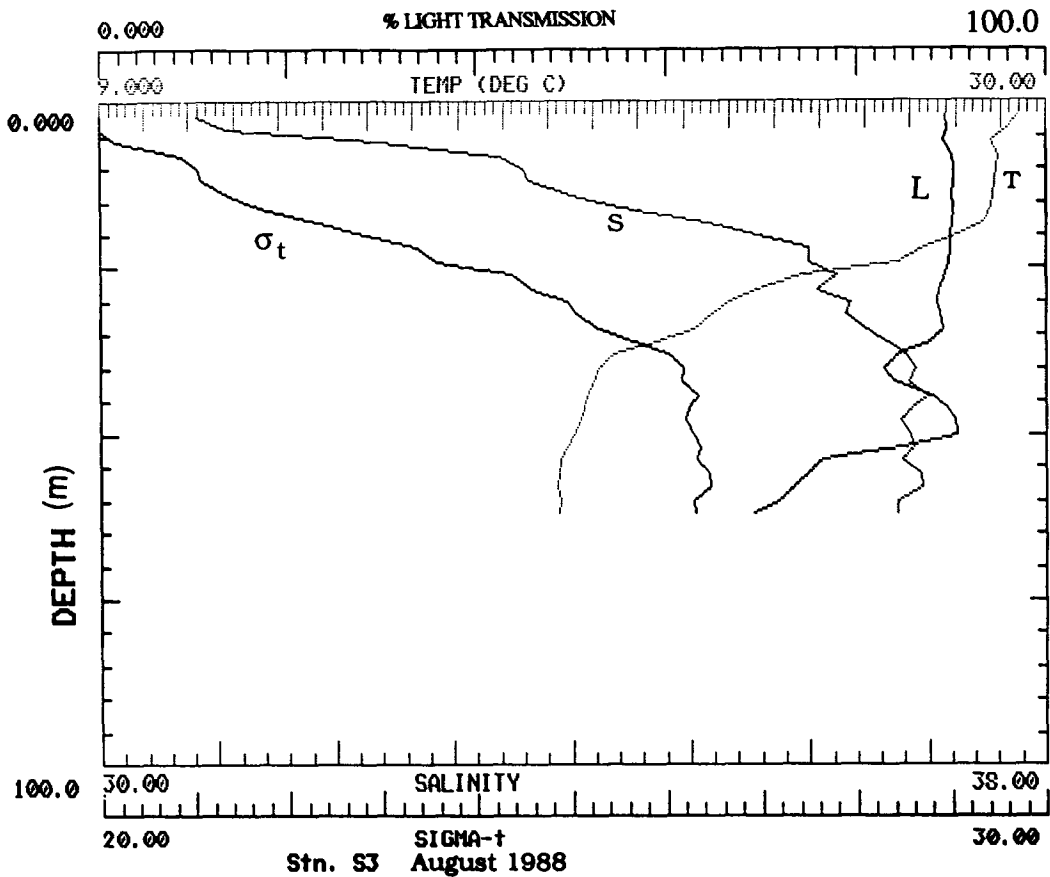 % LIGHT TRANSMISSION
0.000 100.0
9.000 TEMP (DEG C) 30.00
0.000
L T
S
σt
DEPTH (m)
100.0
30.00 SALINITY 38.00
20.00 SIGMA-t 30.00
Stn. S3 August 1988